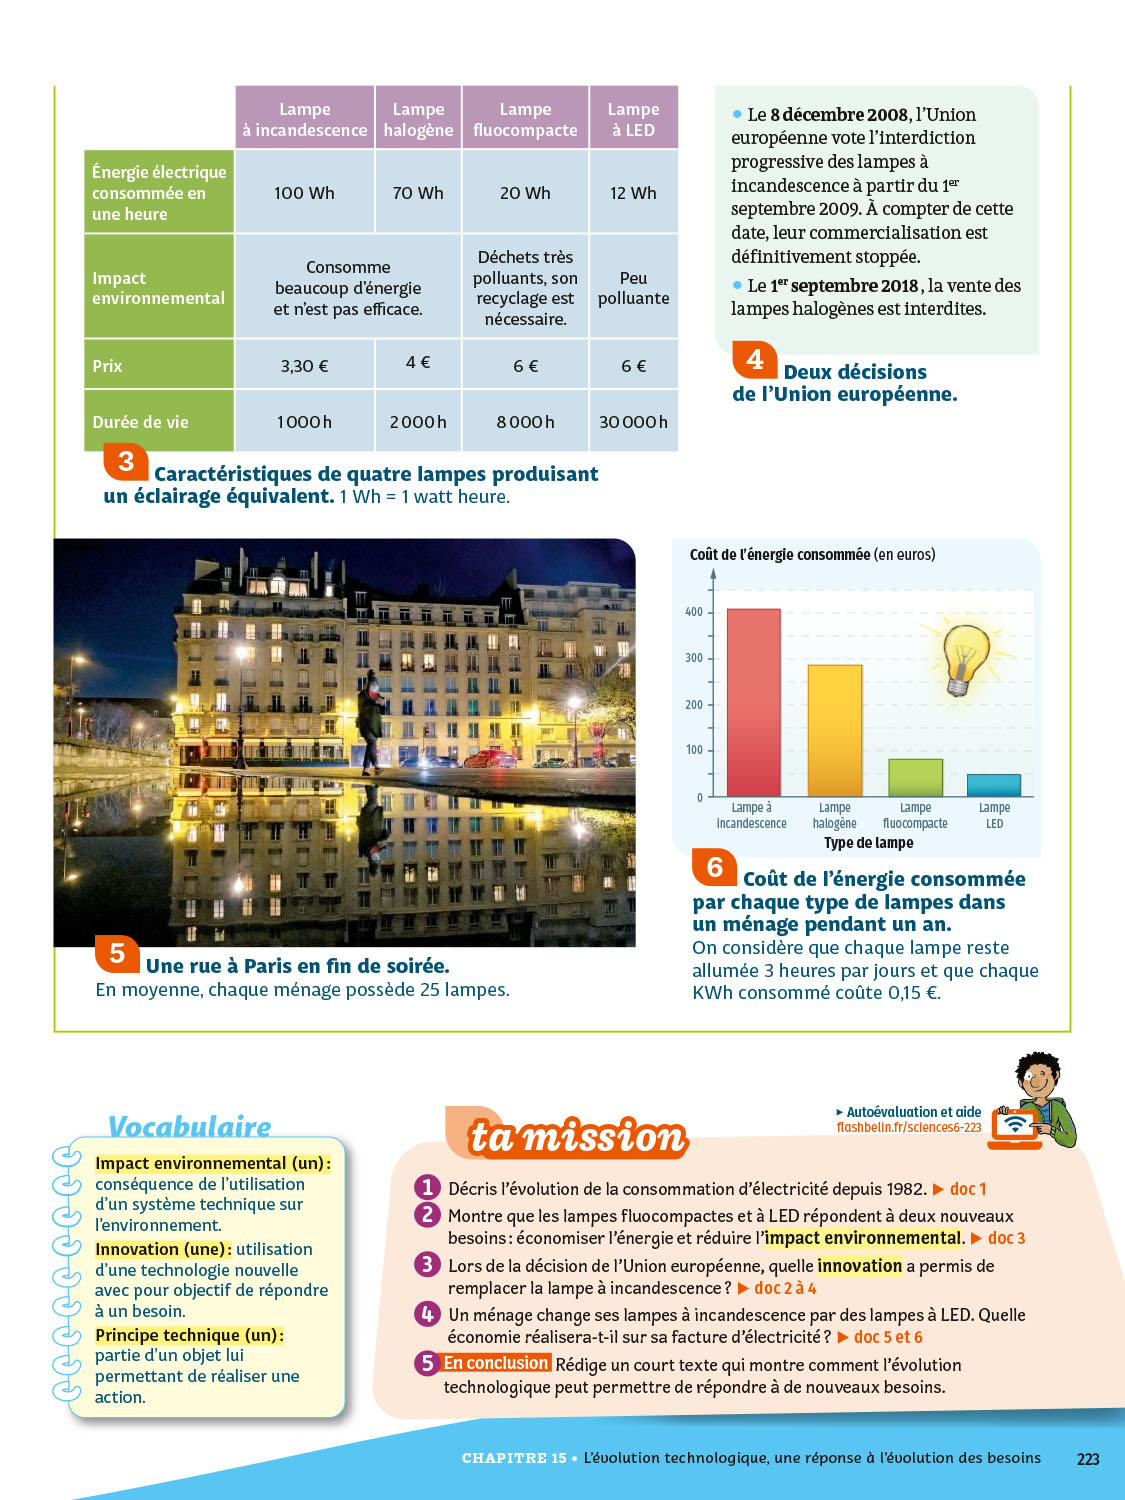 Lampe
à incandescence
Lampe
halogène
Lampe
fluocompacte
Lampe
à LED
Énergie électrique
consommée en
une heure
100 Wh
70 Wh
20 Wh
12 Wh
Impact
environnemental
Consomme
beaucoup d’énergie
et n’est pas efficace.
Déchets très
polluants, son
recyclage est
nécessaire.
Peu
polluante
Prix
3,30 €
4 €
6 €
6 €
Durée de vie
1 000 h
2 000 h
8 000 h
30 000 h
3 Caractéristiques de quatre lampes produisant
un éclairage équivalent. 1 Wh = 1 watt heure.
• Le 8 décembre 2008, l’Union
européenne vote l’interdiction
progressive des lampes à
incandescence à partir du 1er
septembre 2009. À compter de cette
date, leur commercialisation est
définitivement stoppée.
• Le 1er septembre 2018, la vente des
lampes halogènes est interdites.
4 Deux décisions
de l’Union européenne.
5 Une rue à Paris en fin de soirée.
En moyenne, chaque ménage possède 25 lampes.
Coût de l’énergie consommée (en euros)
400
300
200
100
0
Lampe à
incandescence
Lampe
halogène
Lampe
fluocompacte
Lampe
LED
Type de lampe
6 Coût de l’énergie consommée
par chaque type de lampes dans
un ménage pendant un an.
On considère que chaque lampe reste
allumée 3 heures par jours et que chaque
KWh consommé coûte 0,15 €.
Vocabulaire
Impact environnemental (un) :
conséquence de l’utilisation
d’un système technique sur
l’environnement.
Innovation (une) : utilisation
d’une technologie nouvelle
avec pour objectif de répondre
à un besoin.
Principe technique (un) :
partie d’un objet lui
permettant de réaliser une
action.
ta mission
▸ Autoévaluation et aide
flashbelin.fr/sciences6-223
1 Décris l’évolution de la consommation d’électricité depuis 1982. ▶ doc 1
2 Montre que les lampes fluocompactes et à LED répondent à deux nouveaux
besoins : économiser l’énergie et réduire l’impact environnemental. ▶ doc 3
3 Lors de la décision de l’Union européenne, quelle innovation a permis de
remplacer la lampe à incandescence ? ▶ doc 2 à 4
4 Un ménage change ses lampes à incandescence par des lampes à LED. Quelle
économie réalisera-t-il sur sa facture d’électricité ? ▶ doc 5 et 6
5 En conclusion Rédige un court texte qui montre comment l’évolution
technologique peut permettre de répondre à de nouveaux besoins.
CHAPITRE 15 • L’évolution technologique, une réponse à l’évolution des besoins
223